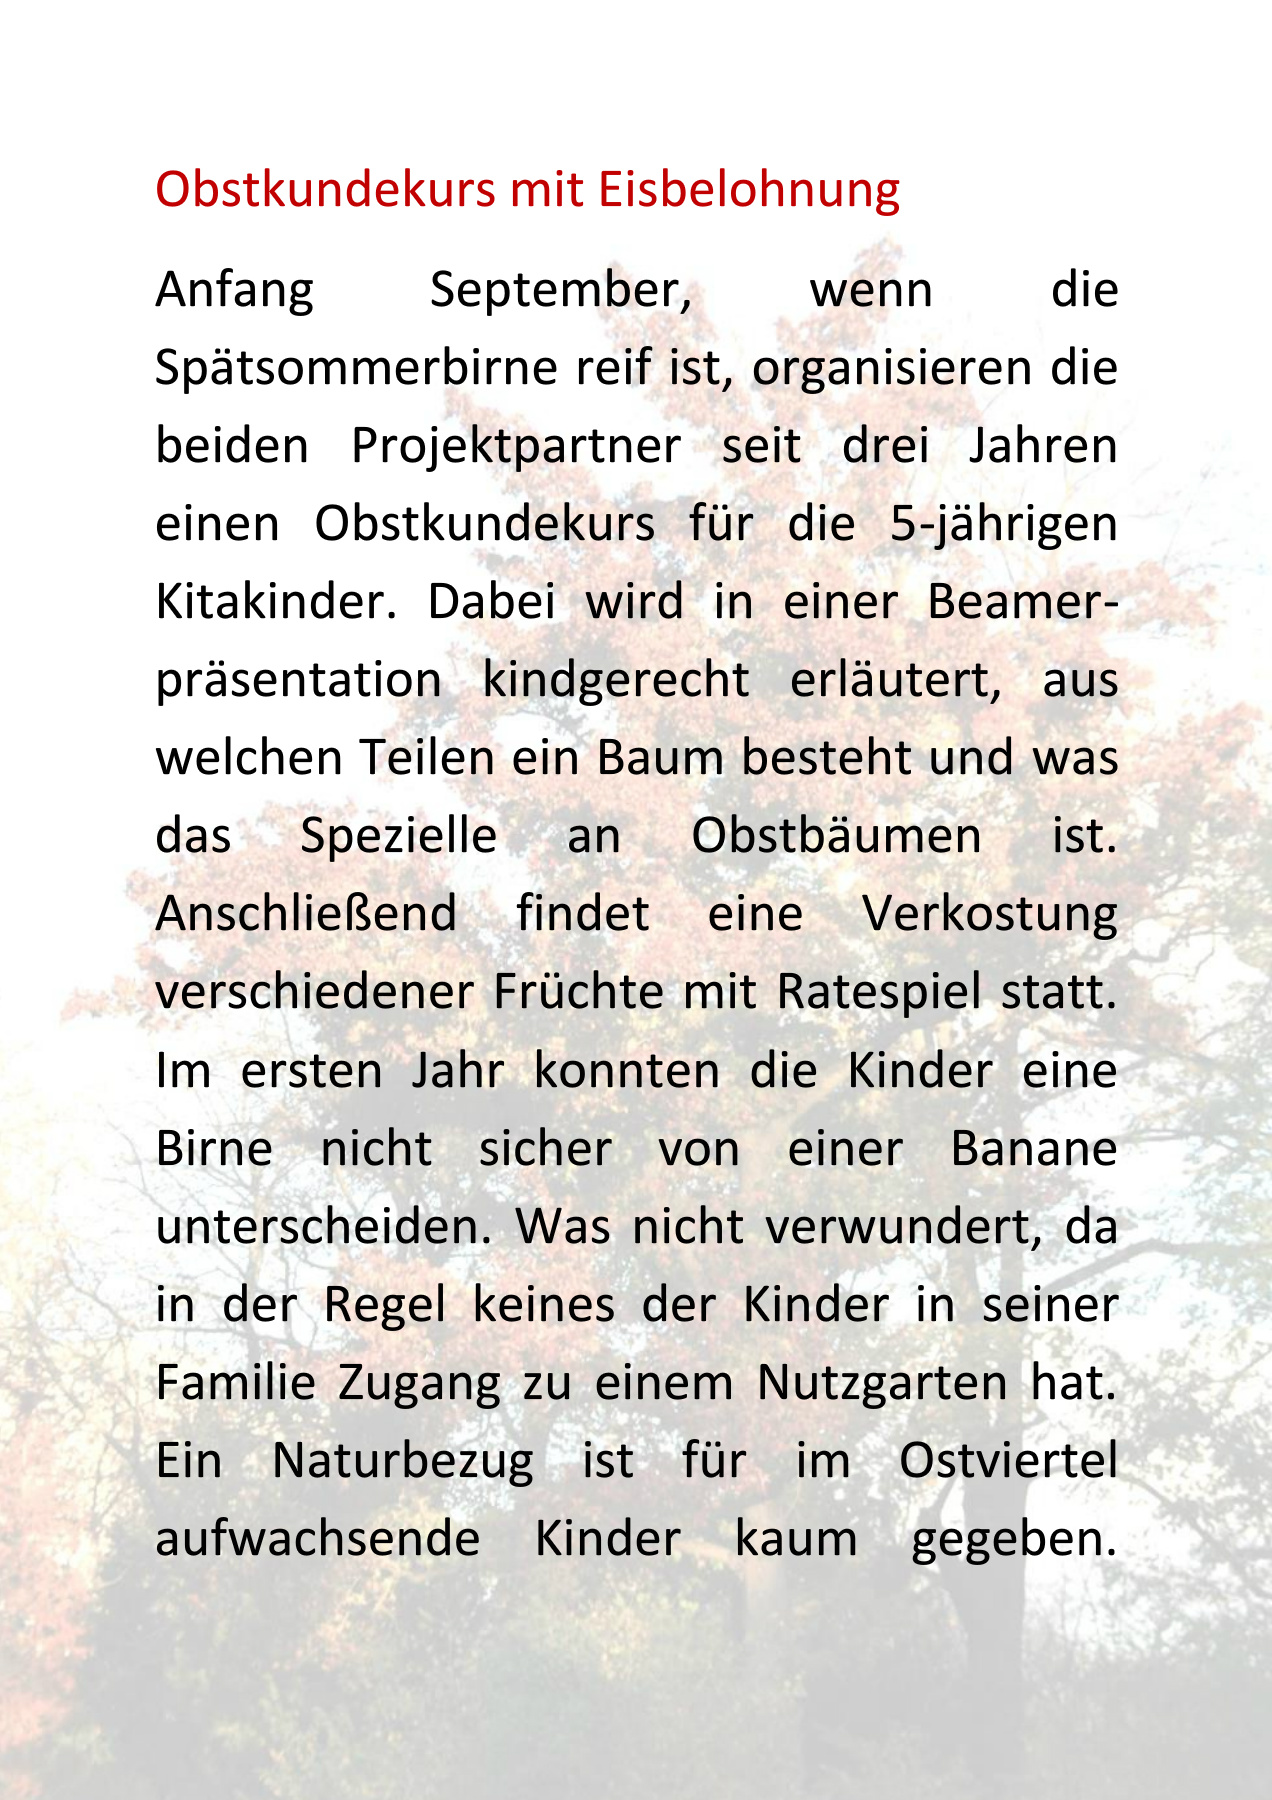 Obstkundekurs mit Eisbelohnung
Anfang September, wenn die
Spätsommerbirne reif ist, organisieren die
beiden Projektpartner seit drei Jahren
einen Obstkundekurs für die 5-jährigen
Kitakinder. Dabei wird in einer Beamer-
präsentation kindgerecht erläutert, aus
welchen Teilen ein Baum besteht und was
das Spezielle an Obstbäumen ist.
Anschließend findet eine Verkostung
verschiedener Früchte mit Ratespiel statt.
Im ersten Jahr konnten die Kinder eine
Birne nicht sicher von einer Banane
unterscheiden. Was nicht verwundert, da
in der Regel keines der Kinder in seiner
Familie Zugang zu einem Nutzgarten hat.
Ein Naturbezug ist für im Ostviertel
aufwachsende Kinder kaum gegeben.